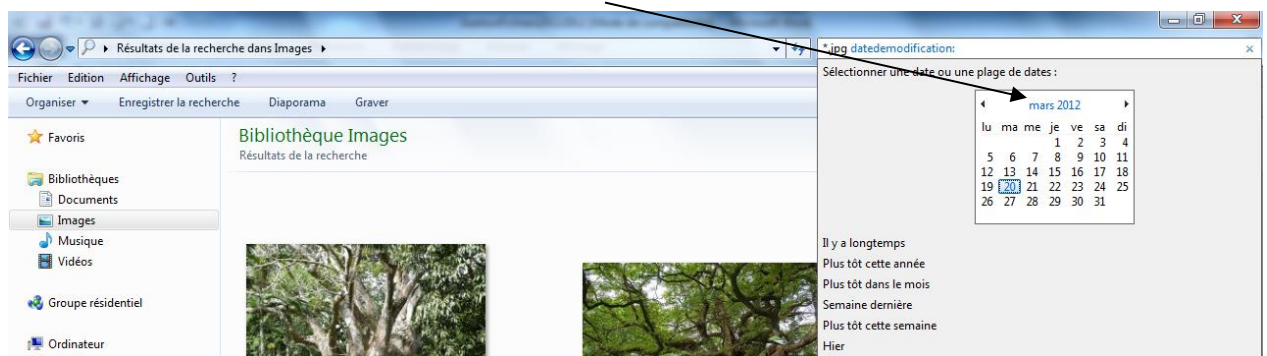 Résultats de la recherche dans Images
*.jpg datedemodification:
Fichier Edition Affichage Outils ?
Organiser Enregistrer la recherche Diaporama Graver
Favoris
Bibliothèques
Documents
Images
Musique
Vidéos
Groupe résidentiel
Ordinateur
Bibliothèque Images
Résultats de la recherche
Sélectionner une date ou une plage de dates :
mars 2012
lu ma me je ve sa di
1 2 3 4
5 6 7 8 9 10 11
12 13 14 15 16 17 18
19 20 21 22 23 24 25
26 27 28 29 30 31
Il y a longtemps
Plus tôt cette année
Plus tôt dans le mois
Semaine dernière
Plus tôt cette semaine
Hier